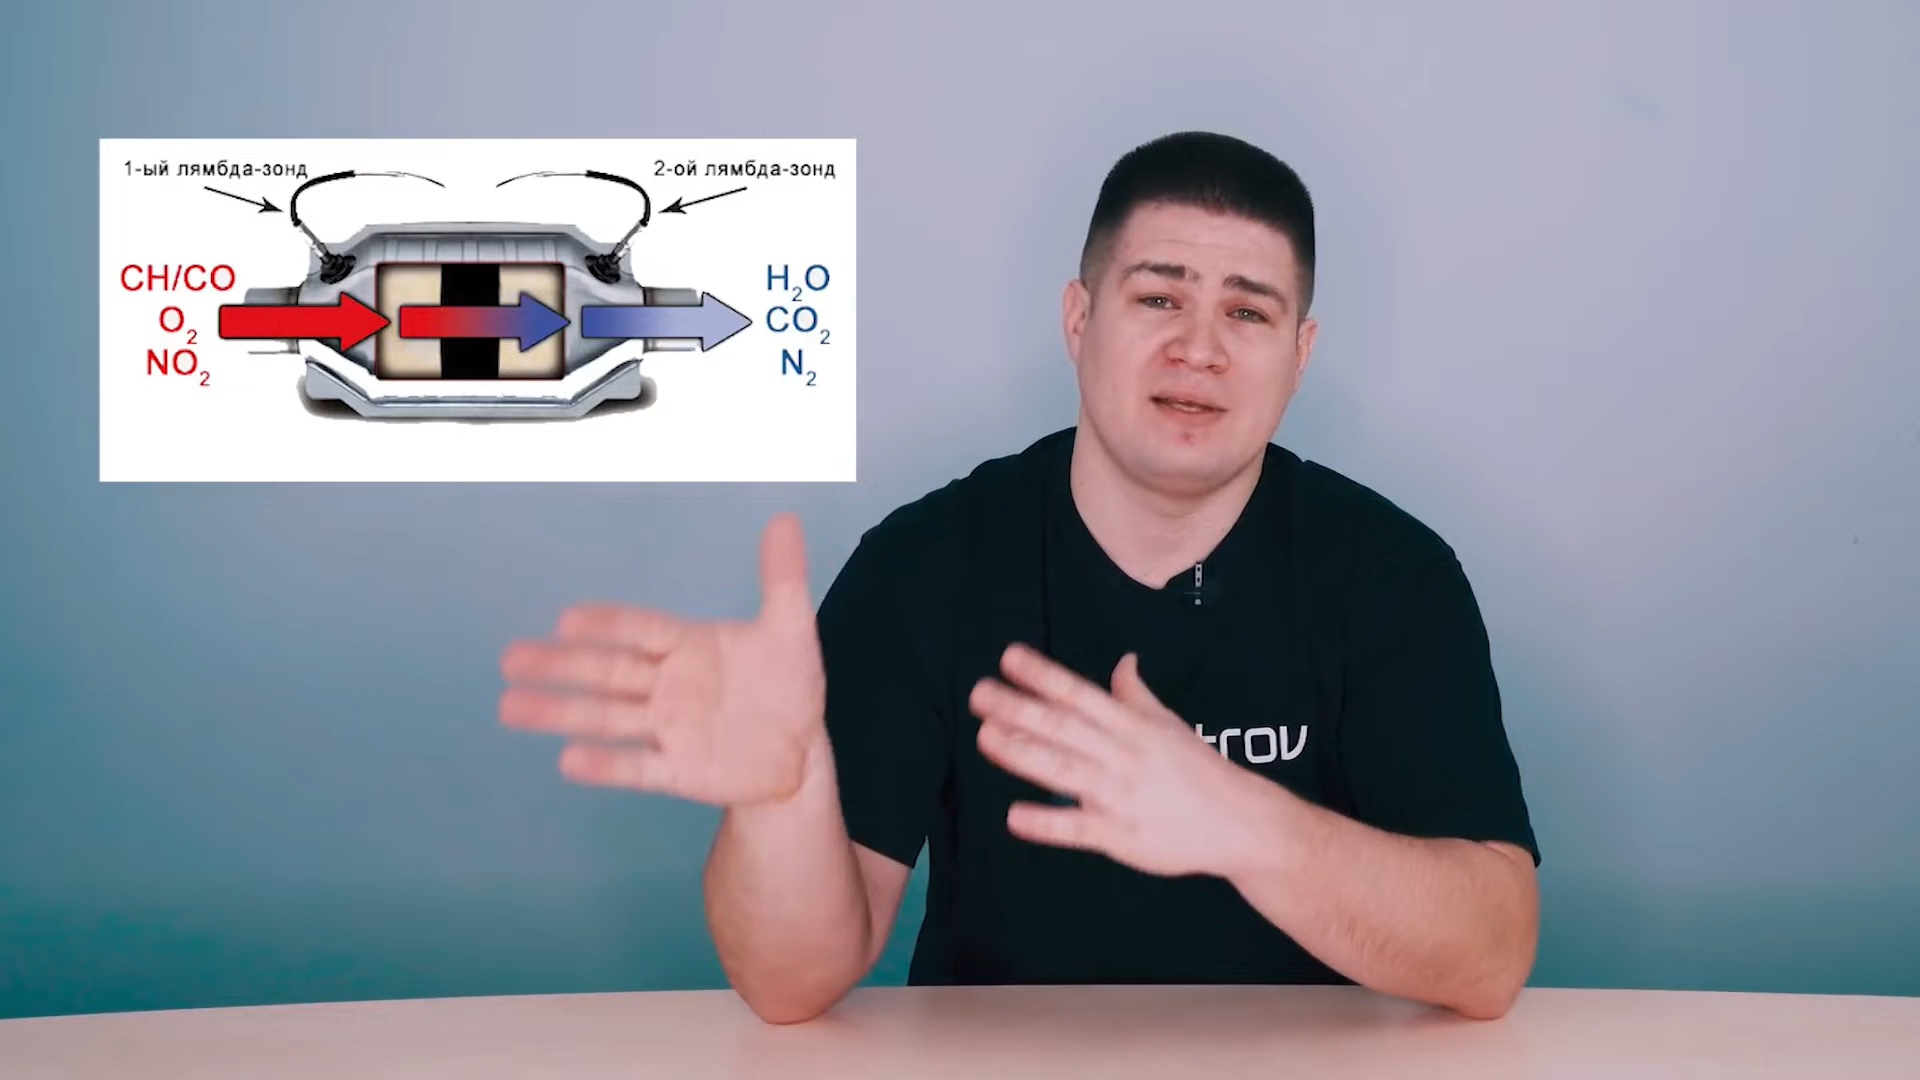 1-ый лямбда-зонд
2-ой лямбда-зонд
CH/CO
O₂
NO₂
H₂O
CO₂
N₂